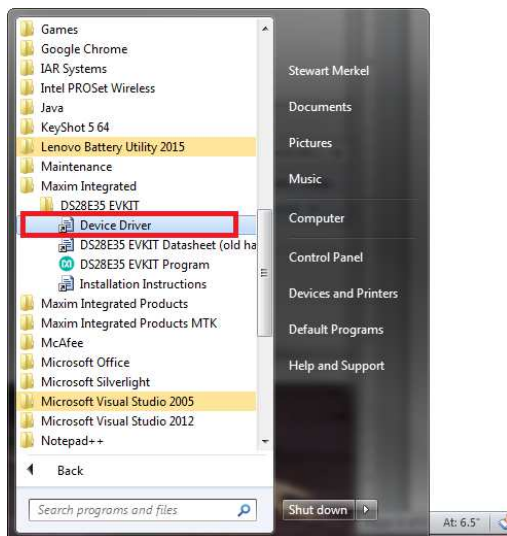 Games
Google Chrome
IAR Systems
Intel PROSet Wireless
Java
KeyShot 5 64
Lenovo Battery Utility 2015
Maintenance
Maxim Integrated
DS28E35 EVKIT
Device Driver
DS28E35 EVKIT Datasheet (old ha
DS28E35 EVKIT Program
Installation Instructions
Maxim Integrated Products
Maxim Integrated Products MTK
McAfee
Microsoft Office
Microsoft Silverlight
Microsoft Visual Studio 2005
Microsoft Visual Studio 2012
Notepad++
Back
Search programs and files
Stewart Merkel
Documents
Pictures
Music
Computer
Control Panel
Devices and Printers
Default Programs
Help and Support
Shut down
At: 6.5"